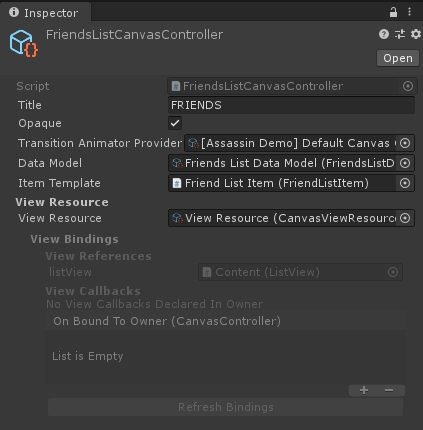 Inspector
FriendsListCanvasController
Open
Script FriendsListCanvasController
Title FRIENDS
Opaque
Transition Animator Provider [Assassin Demo] Default Canvas
Data Model Friends List Data Model (FriendsListD
Item Template Friend List Item (FriendListItem)
View Resource
View Resource View Resource (CanvasViewResource
View Bindings
View References
listView Content (ListView)
View Callbacks
No View Callbacks Declared In Owner
On Bound To Owner (CanvasController)
List is Empty
Refresh Bindings